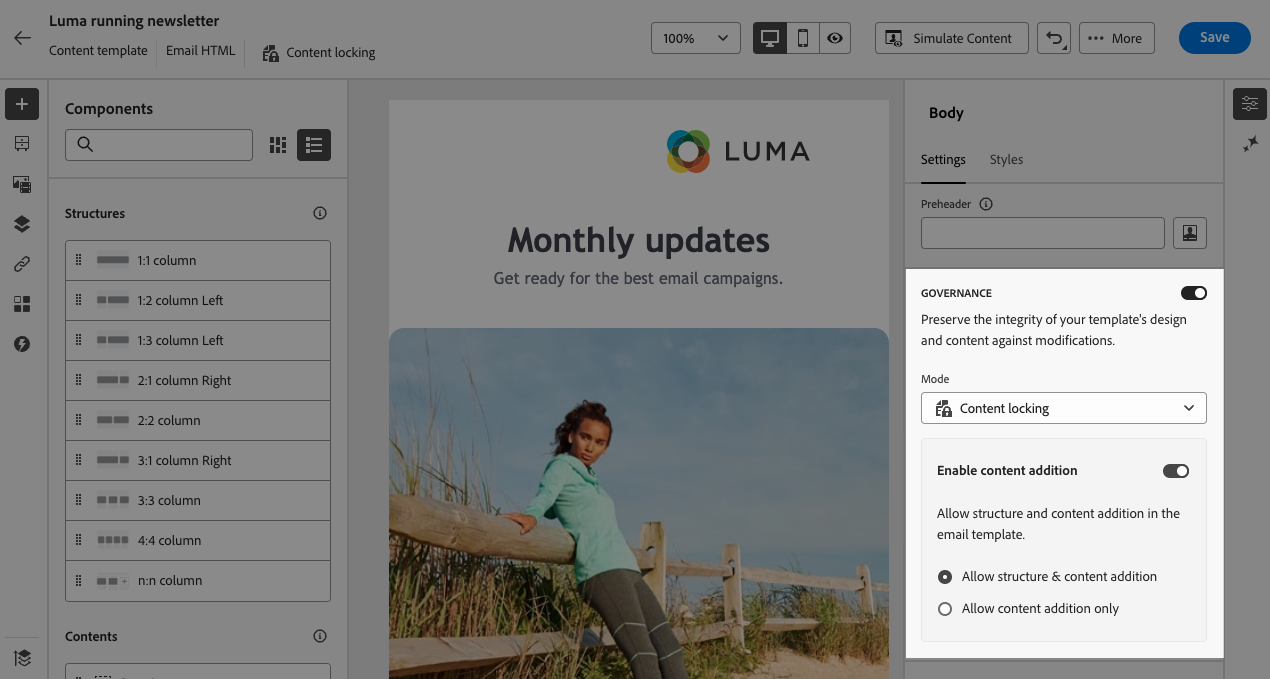 Luma running newsletter
Content template
Email HTML
Content locking
100%
Simulate Content
More
Save
Components
Structures
1:1 column
1:2 column Left
1:3 column Left
2:1 column Right
2:2 column
3:1 column Right
3:3 column
4:4 column
n:n column
Contents
LUMA
Monthly updates
Get ready for the best email campaigns.
Body
Settings
Styles
Preheader
GOVERNANCE
Preserve the integrity of your template's design
and content against modifications.
Mode
Content locking
Enable content addition
Allow structure and content addition in the
email template.
Allow structure & content addition
Allow content addition only